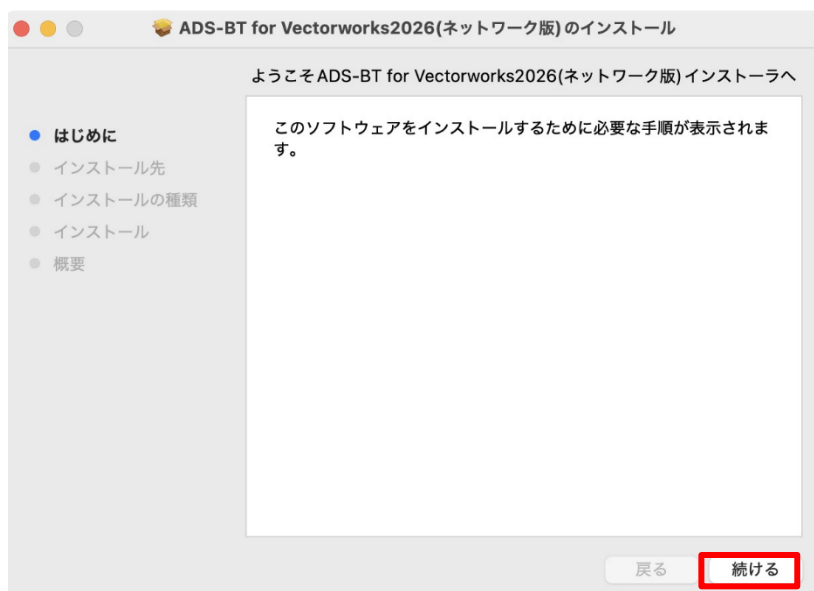 ADS-BT for Vectorworks2026(ネットワーク版)のインストール
ようこそADS-BT for Vectorworks2026(ネットワーク版)インストーラへ
はじめに
インストール先
インストールの種類
インストール
概要
このソフトウェアをインストールするために必要な手順が表示されま
す。
戻る
続ける